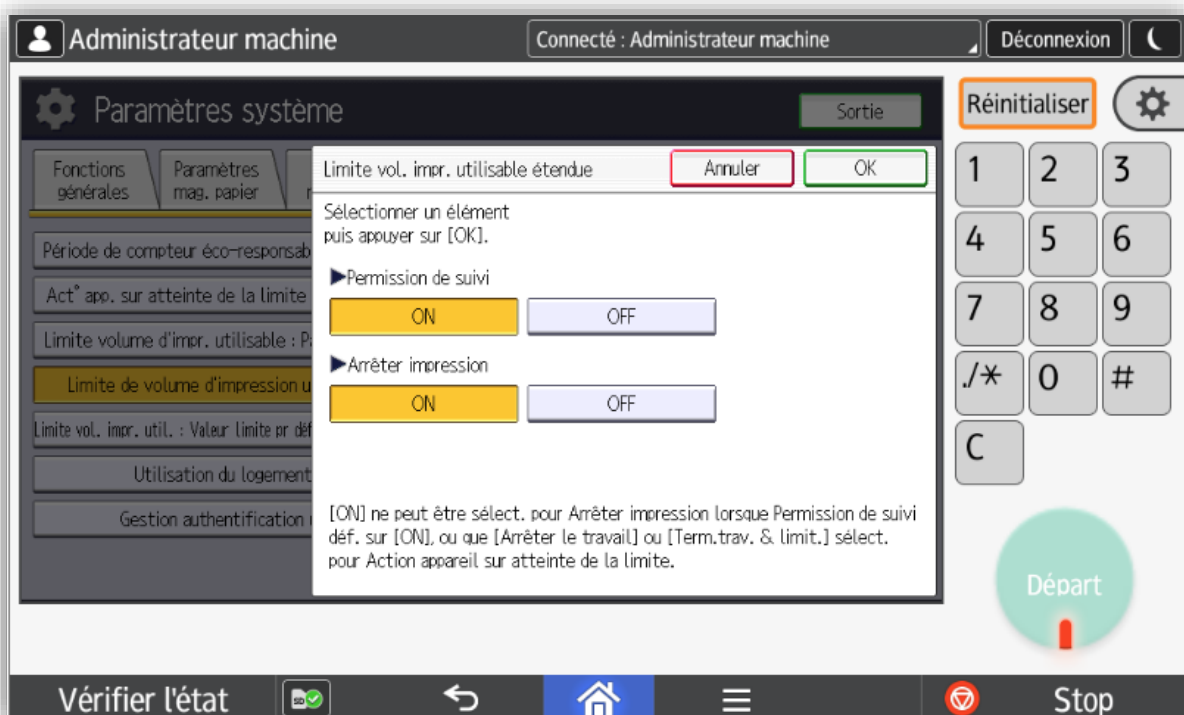 Administrateur machine
Connecté : Administrateur machine
Déconnexion
Paramètres système
Sortie
Réinitialiser
Fonctions
générales
Paramètres
mag. papier
Limite vol. impr. utilisable étendue
Annuler
OK
Sélectionner un élément
puis appuyer sur [OK].
Période de compteur éco-responsab
►Permission de suivi
Act° app. sur atteinte de la limite
ON
OFF
Limite volume d'impr. utilisable : P
►Arrêter impression
Limite de volume d'impression u
ON
OFF
Limite vol. impr. util. : Valeur limite pr déf
Utilisation du logement
Gestion authentification
[ON] ne peut être sélect. pour Arrêter impression lorsque Permission de suivi
déf. sur [ON], ou que [Arrêter le travail] ou [Term.trav. & limit.] sélect.
pour Action appareil sur atteinte de la limite.
1
2
3
4
5
6
7
8
9
./*
0
#
C
Départ
Vérifier l'état
SD
Stop